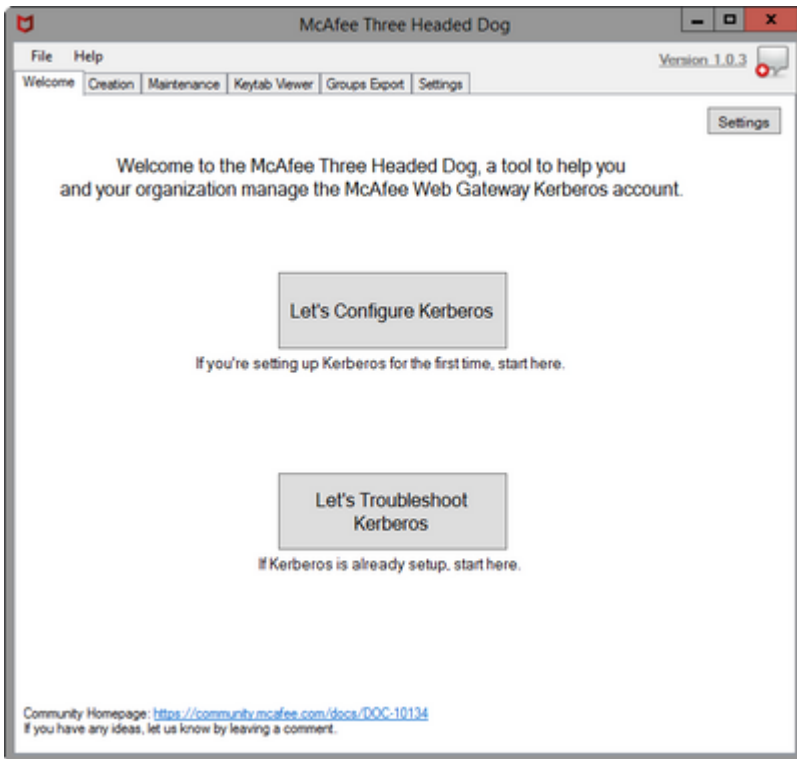 McAfee Three Headed Dog
File Help Version 1.0.3
Welcome Creation Maintenance Keytab Viewer Groups Export Settings
Settings
Welcome to the McAfee Three Headed Dog, a tool to help you
and your organization manage the McAfee Web Gateway Kerberos account.
Let's Configure Kerberos
If you're setting up Kerberos for the first time, start here.
Let's Troubleshoot
Kerberos
If Kerberos is already setup, start here.
Community Homepage: https://community.mcafee.com/docs/DOC-10134
If you have any ideas, let us know by leaving a comment.